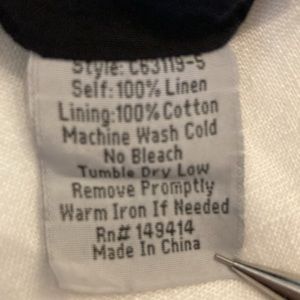 Style: C63119-S
Self:100% Linen
Lining:100% Cotton
Machine Wash Cold
No Bleach
Tumble Dry Low
Remove Promptly
Warm Iron If Needed
Rn# 149414
Made In China